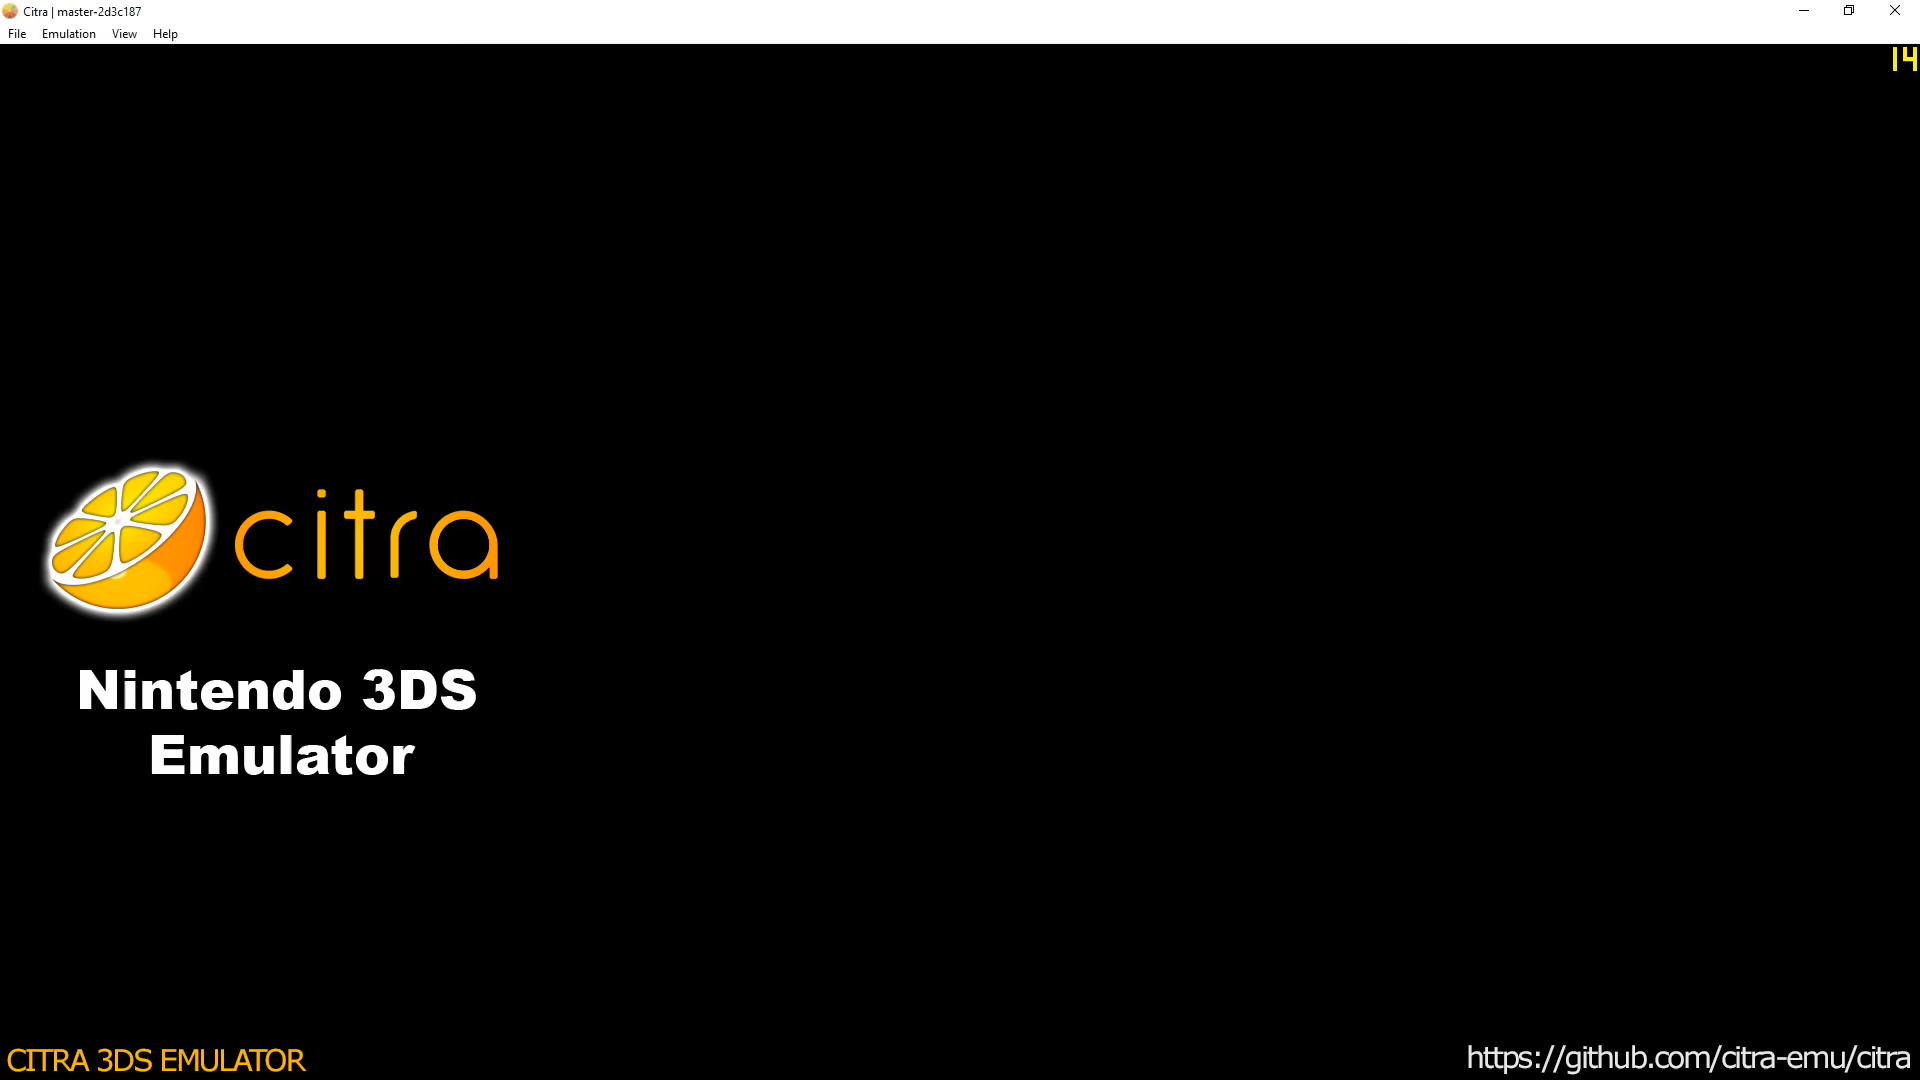 Citra | master-2d3c187
File Emulation View Help
14
citra
Nintendo 3DS
Emulator
CITRA 3DS EMULATOR
https://github.com/citra-emu/citra